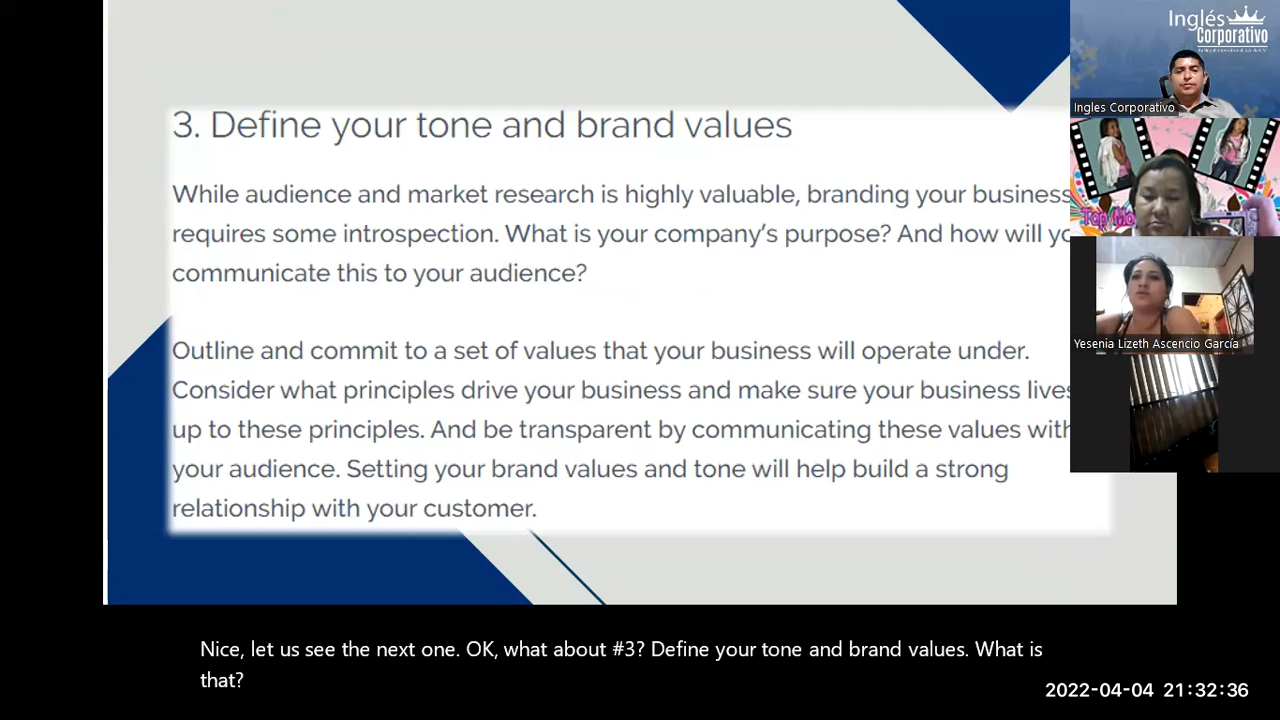 3. Define your tone and brand values
While audience and market research is highly valuable, branding your business
requires some introspection. What is your company's purpose? And how will yo
communicate this to your audience?
Outline and commit to a set of values that your business will operate under.
Consider what principles drive your business and make sure your business lives
up to these principles. And be transparent by communicating these values with
your audience. Setting your brand values and tone will help build a strong
relationship with your customer.
Inglés
Corporativo
Ingles Corporativo
Top Mo
Yesenia Lizeth Ascencio García
Nice, let us see the next one. OK, what about #3? Define your tone and brand values. What is
that?
2022-04-04 21:32:36